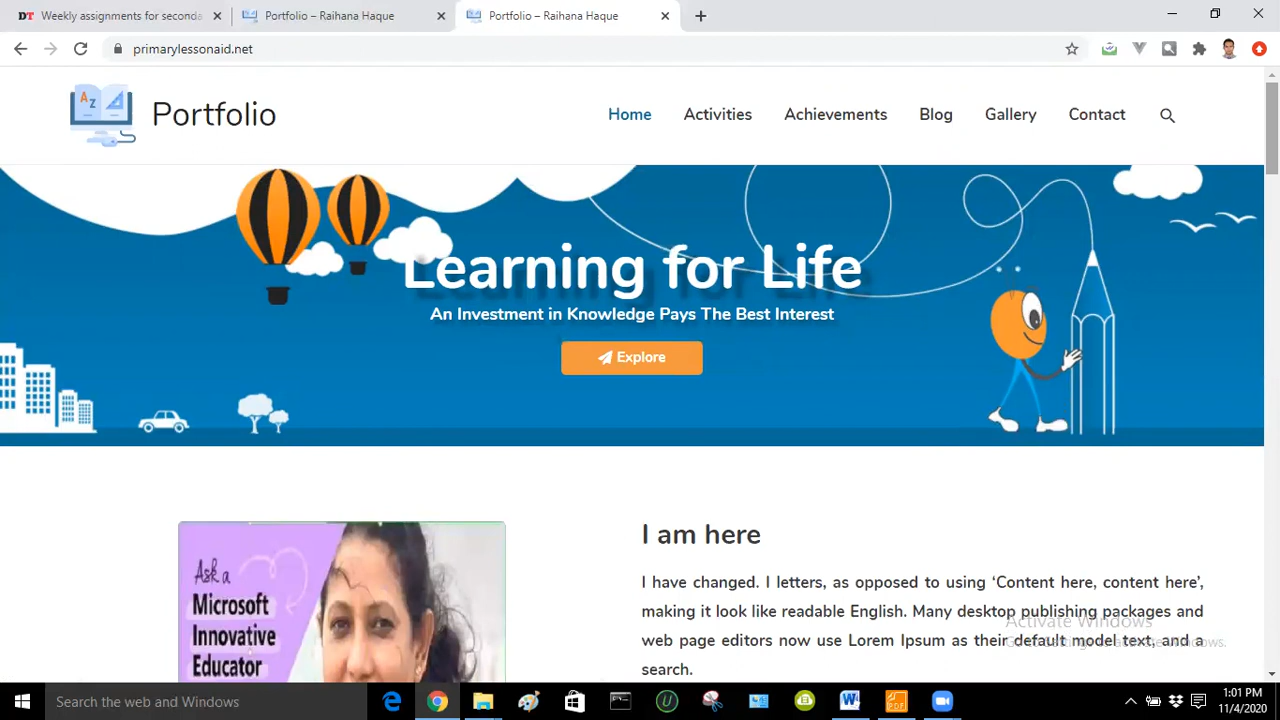 DT Weekly assignments for seconda
Portfolio – Raihana Haque
Portfolio – Raihana Haque
primarylessonaid.net
A Z
Portfolio
Home Activities Achievements Blog Gallery Contact
Learning for Life
An Investment in Knowledge Pays The Best Interest
Explore
Ask a
Microsoft
Innovative
Educator
I am here
I have changed. I letters, as opposed to using ‘Content here, content here’,
making it look like readable English. Many desktop publishing packages and
web page editors now use Lorem Ipsum as their default model text, and a
search.
Activate Windows
Search the web and Windows
1:01 PM
11/4/2020